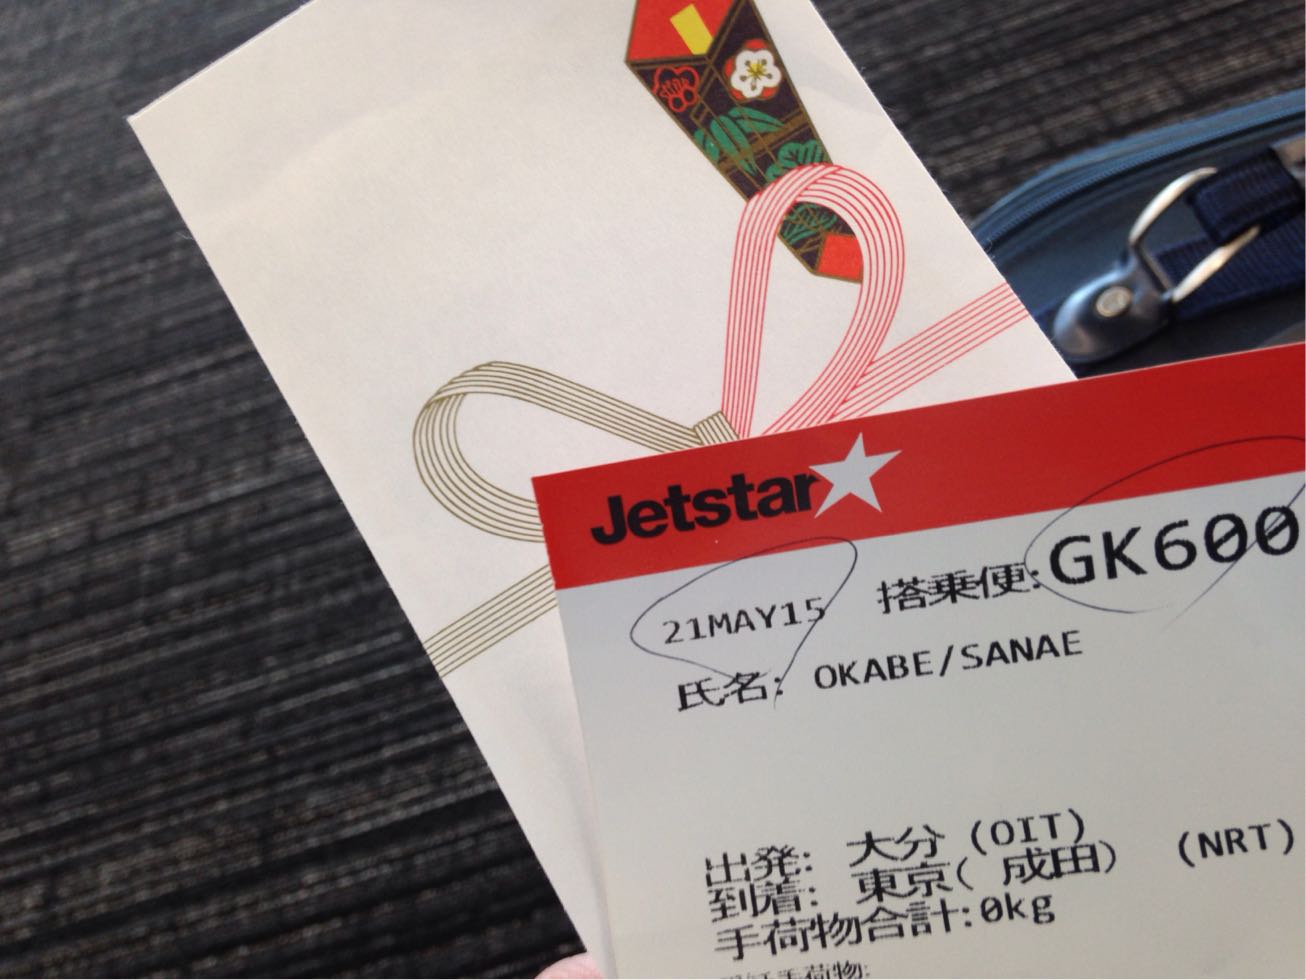 Jetstar
21MAY15 搭乗便:GK600
氏名: OKABE/SANAE
出発: 大分 (OIT)
到着: 東京( 成田) (NRT)
手荷物合計:0kg